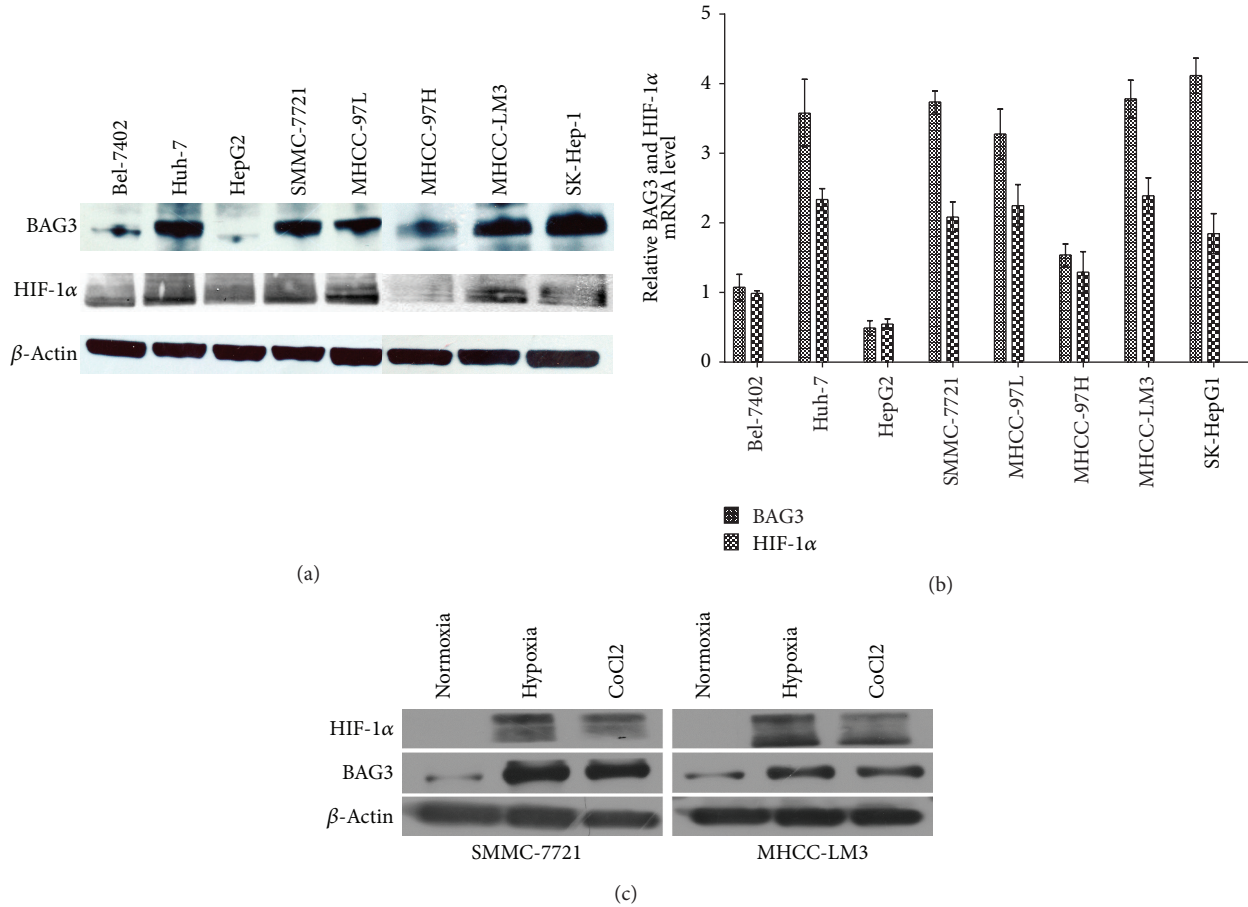 Bel-7402
Huh-7
HepG2
SMMC-7721
MHCC-97L
MHCC-97H
MHCC-LM3
SK-Hep-1
BAG3
HIF-1α
β-Actin
(a)
Relative BAG3 and HIF-1α
mRNA level
5
4
3
2
1
0
Bel-7402
Huh-7
HepG2
SMMC-7721
MHCC-97L
MHCC-97H
MHCC-LM3
SK-HepG1
BAG3
HIF-1α
(b)
Normoxia
Hypoxia
CoCl2
Normoxia
Hypoxia
CoCl2
HIF-1α
BAG3
β-Actin
SMMC-7721
MHCC-LM3
(c)